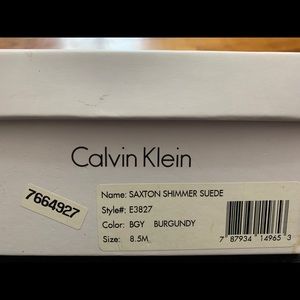 Calvin Klein
7664927
Name: SAXTON SHIMMER SUEDE
Style#: E3827
Color: BGY BURGUNDY
Size: 8.5M
7 87934 14965 3